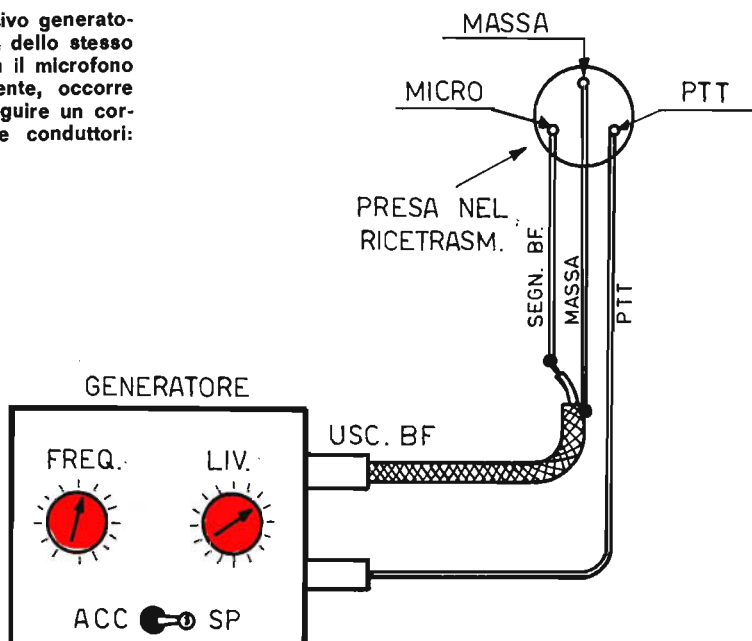 ivo generato-
dello stesso
il microfono
ente, occorre
guire un cor-
e conduttori:
MASSA
MICRO
PTT
PRESA NEL
RICETRASM.
SEGN. BF.
MASSA
PTT
GENERATORE
USC. BF
FREQ.
LIV.
ACC
SP